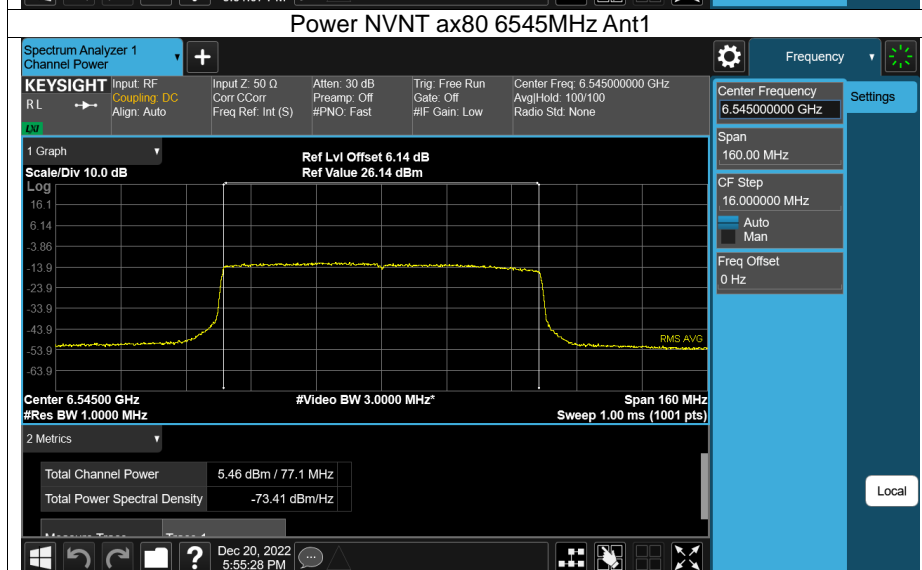 Power NVNT ax80 6545MHz Ant1
Spectrum Analyzer 1
Channel Power
+
Frequency
KEYSIGHT
RL
LXI
Input: RF
Coupling: DC
Align: Auto
Input Z: 50 Ω
Corr CCorr
Freq Ref: Int (S)
Atten: 30 dB
Preamp: Off
#PNO: Fast
Trig: Free Run
Gate: Off
#IF Gain: Low
Center Freq: 6.545000000 GHz
Avg|Hold: 100/100
Radio Std: None
Center Frequency
6.545000000 GHz
Settings
Span
160.00 MHz
CF Step
16.000000 MHz
Auto
Man
Freq Offset
0 Hz
1 Graph
Scale/Div 10.0 dB
Ref Lvl Offset 6.14 dB
Ref Value 26.14 dBm
Log
16.1
6.14
-3.86
-13.9
-23.9
-33.9
-43.9
-53.9
-63.9
RMS AVG
Center 6.54500 GHz
#Video BW 3.0000 MHz*
Span 160 MHz
#Res BW 1.0000 MHz
Sweep 1.00 ms (1001 pts)
2 Metrics
Total Channel Power 5.46 dBm / 77.1 MHz
Total Power Spectral Density -73.41 dBm/Hz
Local
?
Dec 20, 2022
5:55:28 PM